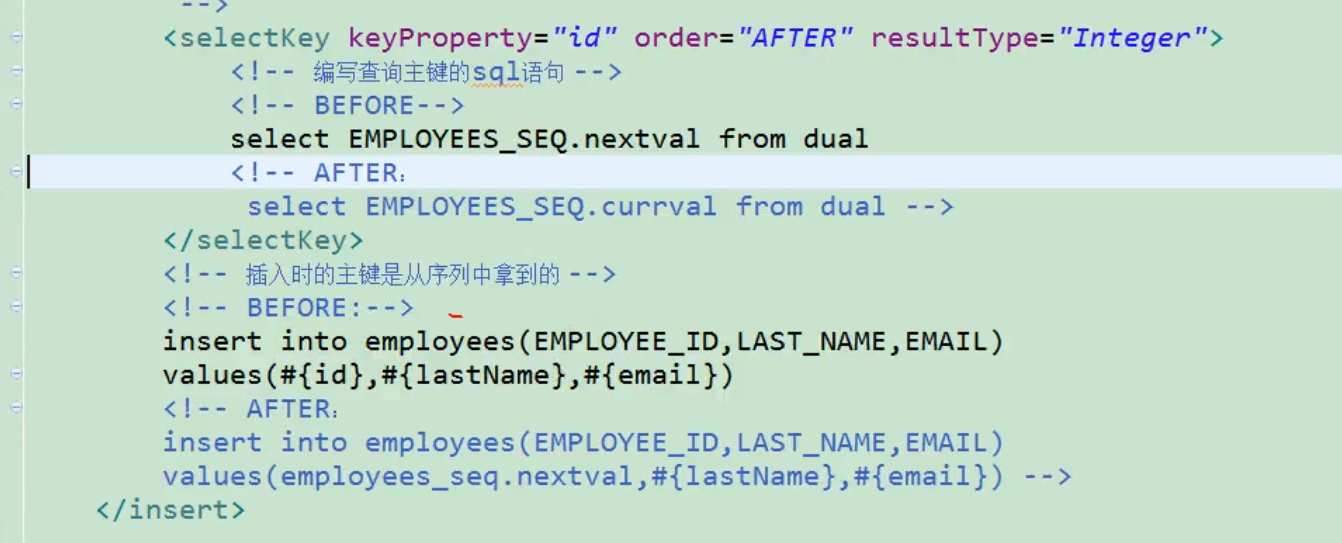 -->
<selectKey keyProperty="id" order="AFTER" resultType="Integer">
<!-- 编写查询主键的sql语句 -->
<!-- BEFORE-->
select EMPLOYEES_SEQ.nextval from dual
<!-- AFTER：
select EMPLOYEES_SEQ.currval from dual -->
</selectKey>
<!-- 插入时的主键是从序列中拿到的 -->
<!-- BEFORE:-->
insert into employees(EMPLOYEE_ID,LAST_NAME,EMAIL)
values(#{id},#{lastName},#{email})
<!-- AFTER：
insert into employees(EMPLOYEE_ID,LAST_NAME,EMAIL)
values(employees_seq.nextval,#{lastName},#{email}) -->
</insert>